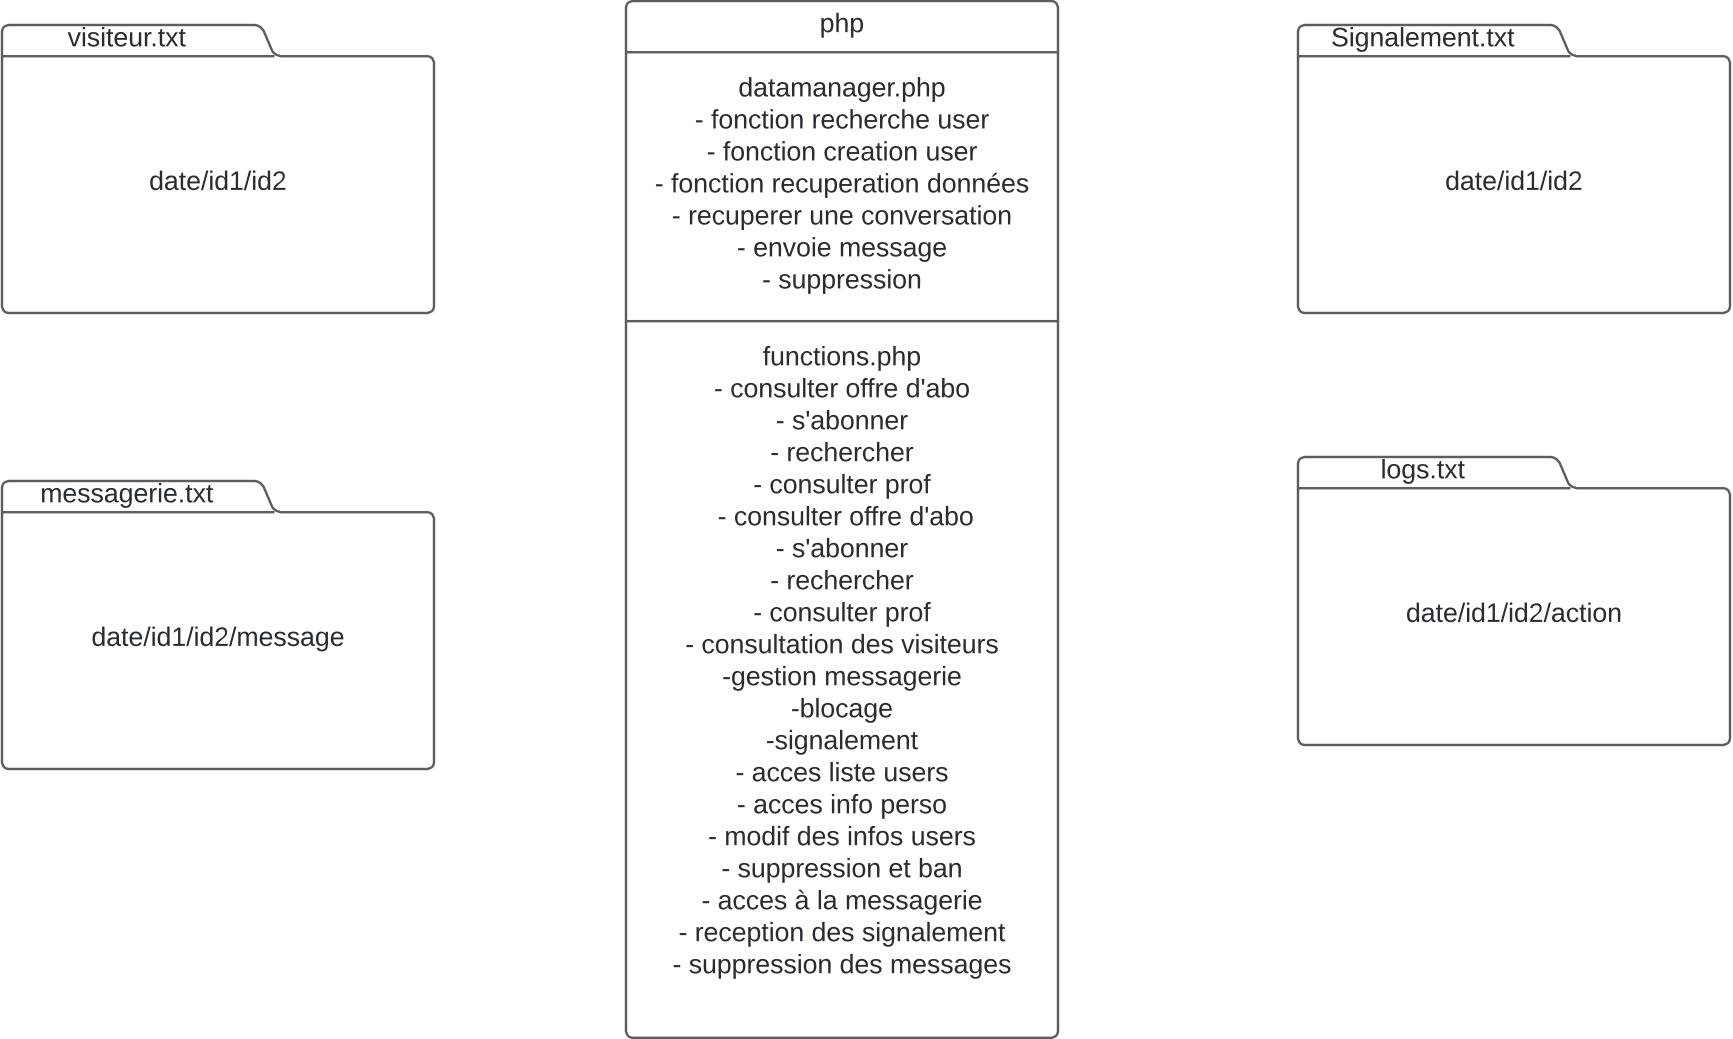 visiteur.txt
date/id1/id2
messagerie.txt
date/id1/id2/message
php
datamanager.php
- fonction recherche user
- fonction creation user
- fonction recuperation données
- recuperer une conversation
- envoie message
- suppression
functions.php
- consulter offre d'abo
- s'abonner
- rechercher
- consulter prof
- consulter offre d'abo
- s'abonner
- rechercher
- consulter prof
- consultation des visiteurs
-gestion messagerie
-blocage
-signalement
- acces liste users
- acces info perso
- modif des infos users
- suppression et ban
- acces à la messagerie
- reception des signalement
- suppression des messages
Signalement.txt
date/id1/id2
logs.txt
date/id1/id2/action